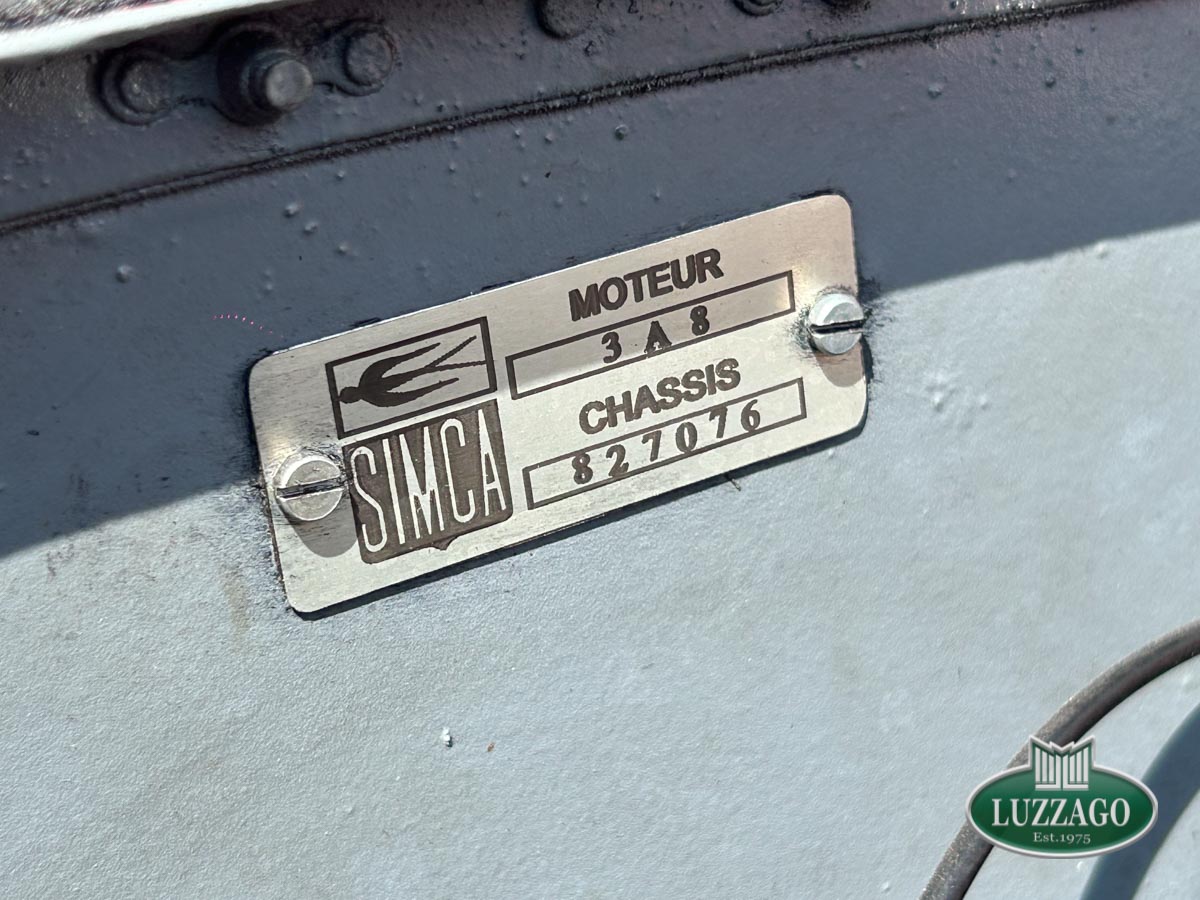 MOTEUR
3 A 8
CHASSIS
827076
SIMCA
LUZZAGO
Est.1975